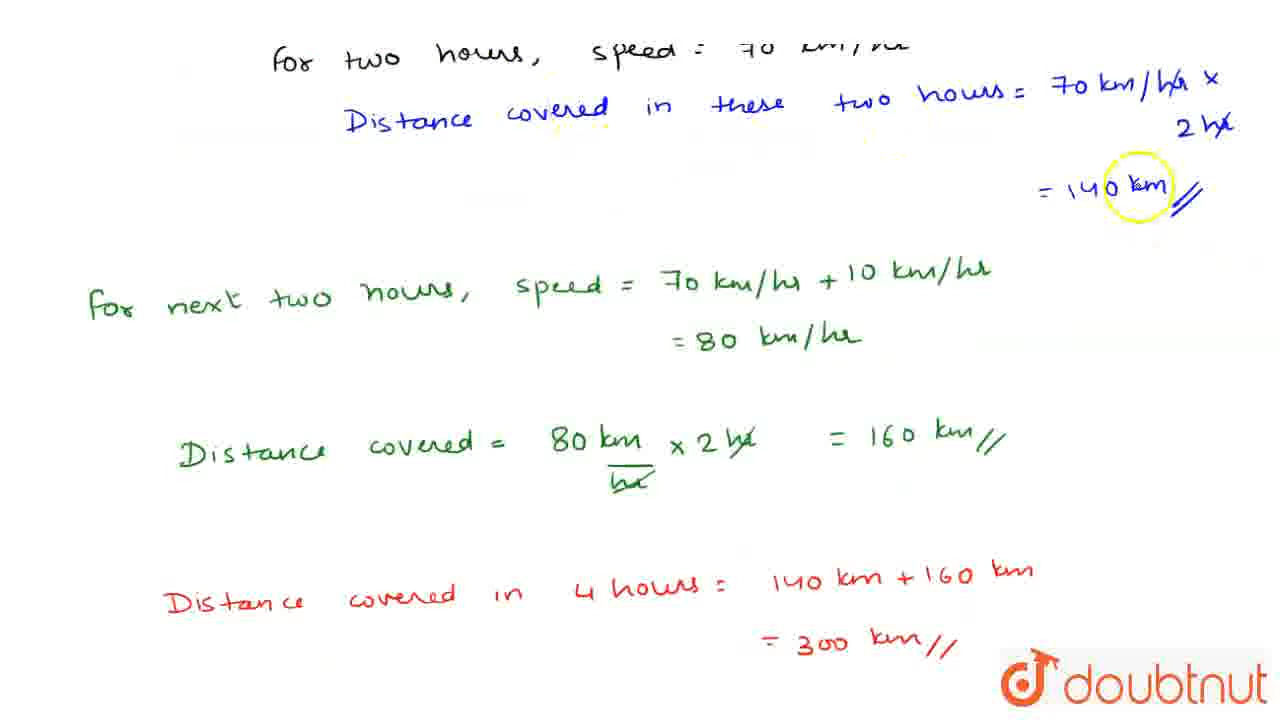 for two hours, speed = 70 km/hr
Distance covered in these two hours = 70 km/hr ×
2 hr
= 140 km //
for next two hours, speed = 70 km/hr + 10 km/hr
= 80 km/hr
Distance covered = 80 km/hr × 2 hr = 160 km //
Distance covered in 4 hours = 140 km + 160 km
= 300 km //
doubtnut